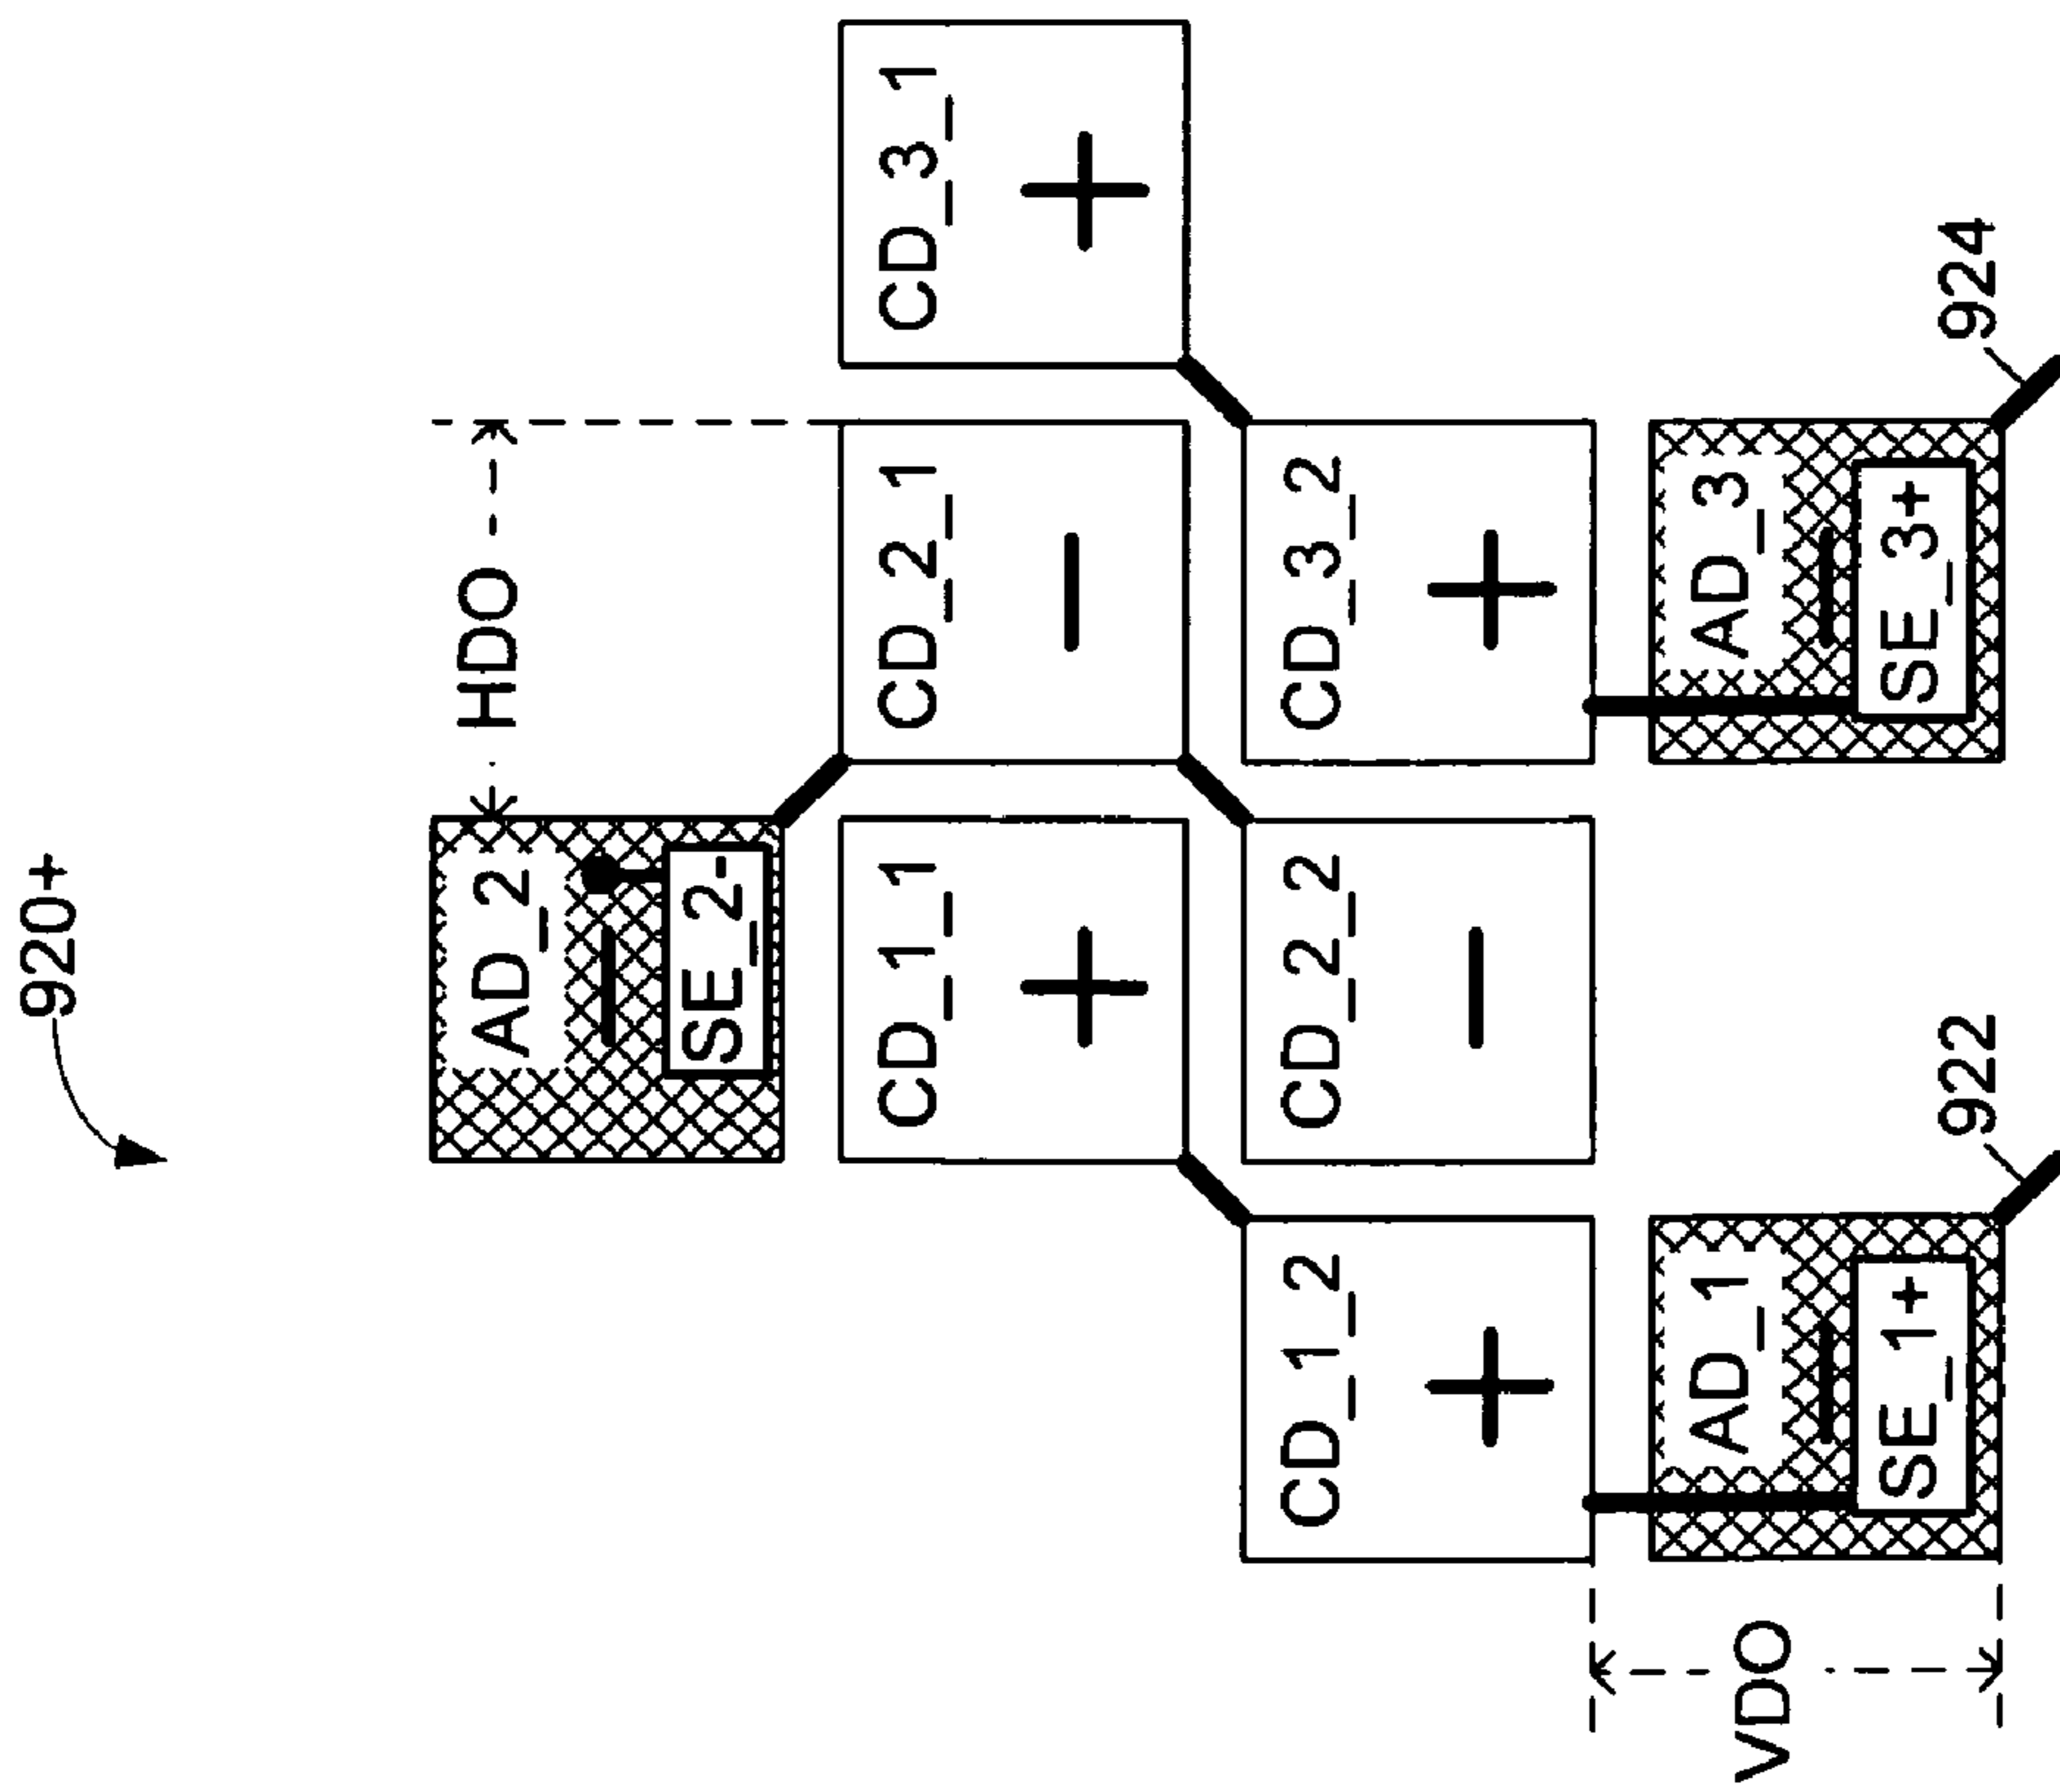 920+
AD_2
HDO
−
SE_2-
CD_1_1
CD_2_1
CD_3_1
+
−
+
CD_1_2
CD_2_2
CD_3_2
+
−
+
VDO
AD_1
AD_3
−
−
SE_1+
SE_3+
922
924